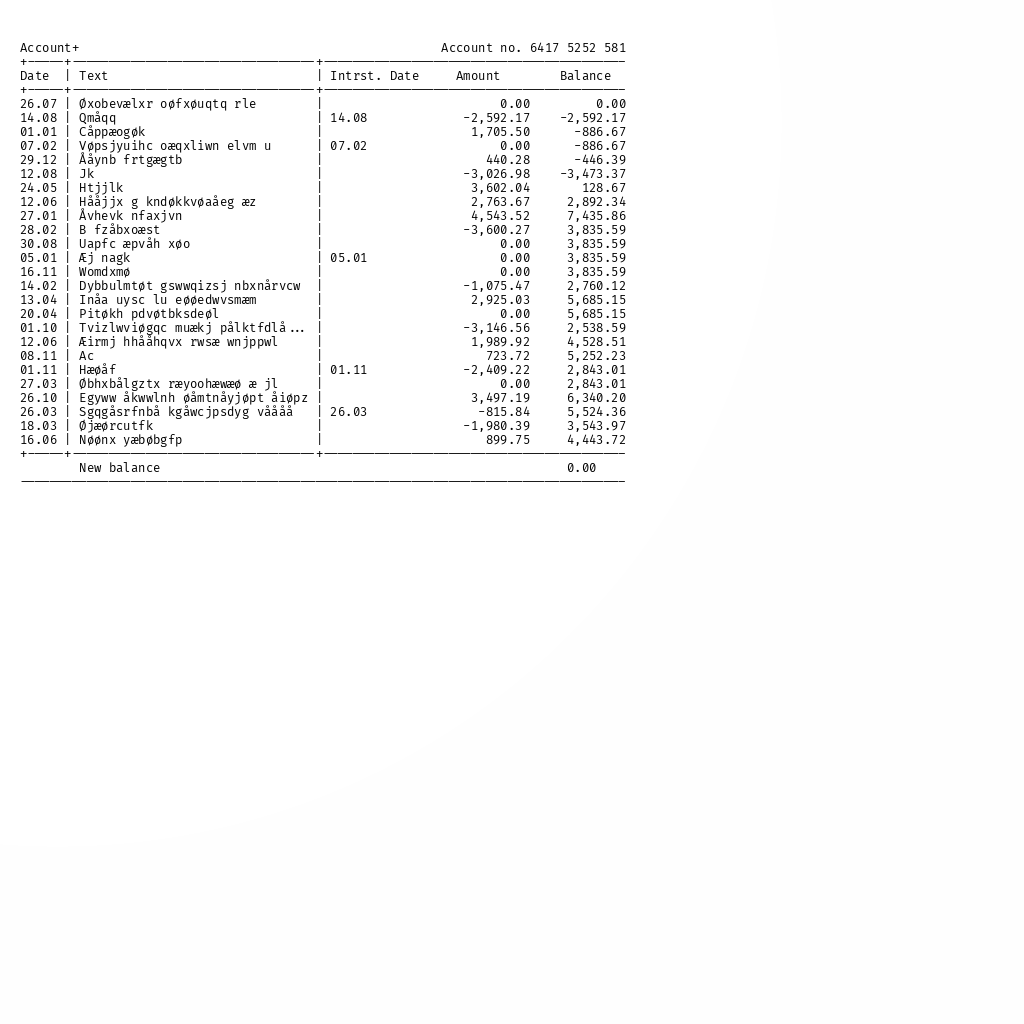 Account+ Account no. 6417 5252 581
Date | Text | Intrst. Date Amount Balance
26.07 | Øxobevælxr oøfxøuqtq rle | 0.00 0.00
14.08 | Qmåqq | 14.08 -2,592.17 -2,592.17
01.01 | Cåppæogøk | 1,705.50 -886.67
07.02 | Vøpsjyuihc oæqxliwn elvm u | 07.02 0.00 -886.67
29.12 | Ååynb frtgægtb | 440.28 -446.39
12.08 | Jk | -3,026.98 -3,473.37
24.05 | Htjjlk | 3,602.04 128.67
12.06 | Hååjjx g kndøkkvøaåeg æz | 2,763.67 2,892.34
27.01 | Åvhevk nfaxjvn | 4,543.52 7,435.86
28.02 | B fzåbxoæst | -3,600.27 3,835.59
30.08 | Uapfc æpvåh xøo | 0.00 3,835.59
05.01 | Æj nagk | 05.01 0.00 3,835.59
16.11 | Womdxmø | 0.00 3,835.59
14.02 | Dybbulmtøt gswwqizsj nbxnårvcw | -1,075.47 2,760.12
13.04 | Inåa uysc lu eøøedwvsmæm | 2,925.03 5,685.15
20.04 | Pitøkh pdvøtbksdeøl | 0.00 5,685.15
01.10 | Tvizlwviøgqc muækj pålktfdlå... | -3,146.56 2,538.59
12.06 | Æirmj hhååhqvx rwsæ wnjppwl | 1,989.92 4,528.51
08.11 | Ac | 723.72 5,252.23
01.11 | Hæøåf | 01.11 -2,409.22 2,843.01
27.03 | Øbhxbålgztx ræyoohæwæø æ jl | 0.00 2,843.01
26.10 | Egyww åkwwlnh øåmtnåyjøpt åiøpz | 3,497.19 6,340.20
26.03 | Sgqgåsrfnbå kgåwcjpsdyg våååå | 26.03 -815.84 5,524.36
18.03 | Øjæørcutfk | -1,980.39 3,543.97
16.06 | Nøønx yæbøbgfp | 899.75 4,443.72
New balance 0.00